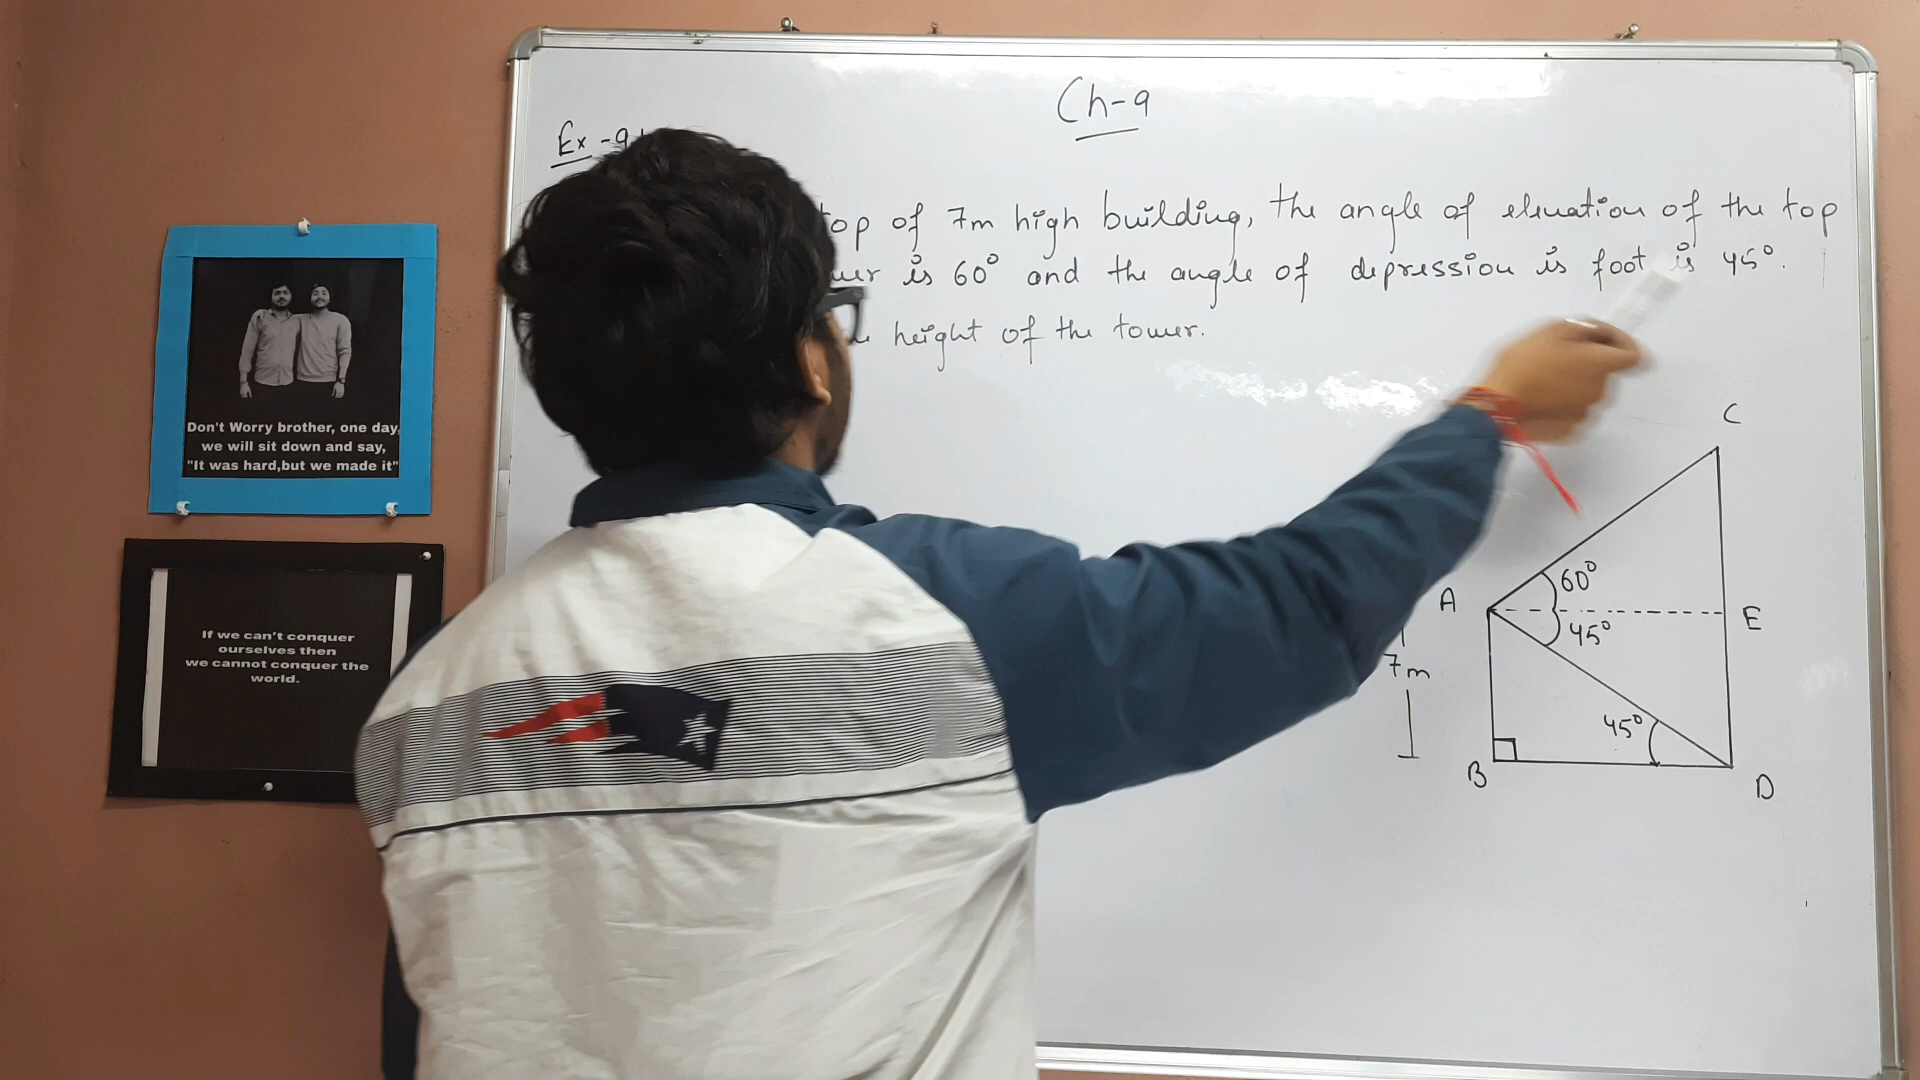 Ch-9
Ex-9.1
top of 7m high building, the angle of elevation of the top
is 60° and the angle of depression is foot is 45°.
height of the tower.
C
60°
A
E
45°
7m
45°
B
D
Don't Worry brother, one day,
we will sit down and say,
"It was hard,but we made it"
If we can't conquer
ourselves then
we cannot conquer the
world.